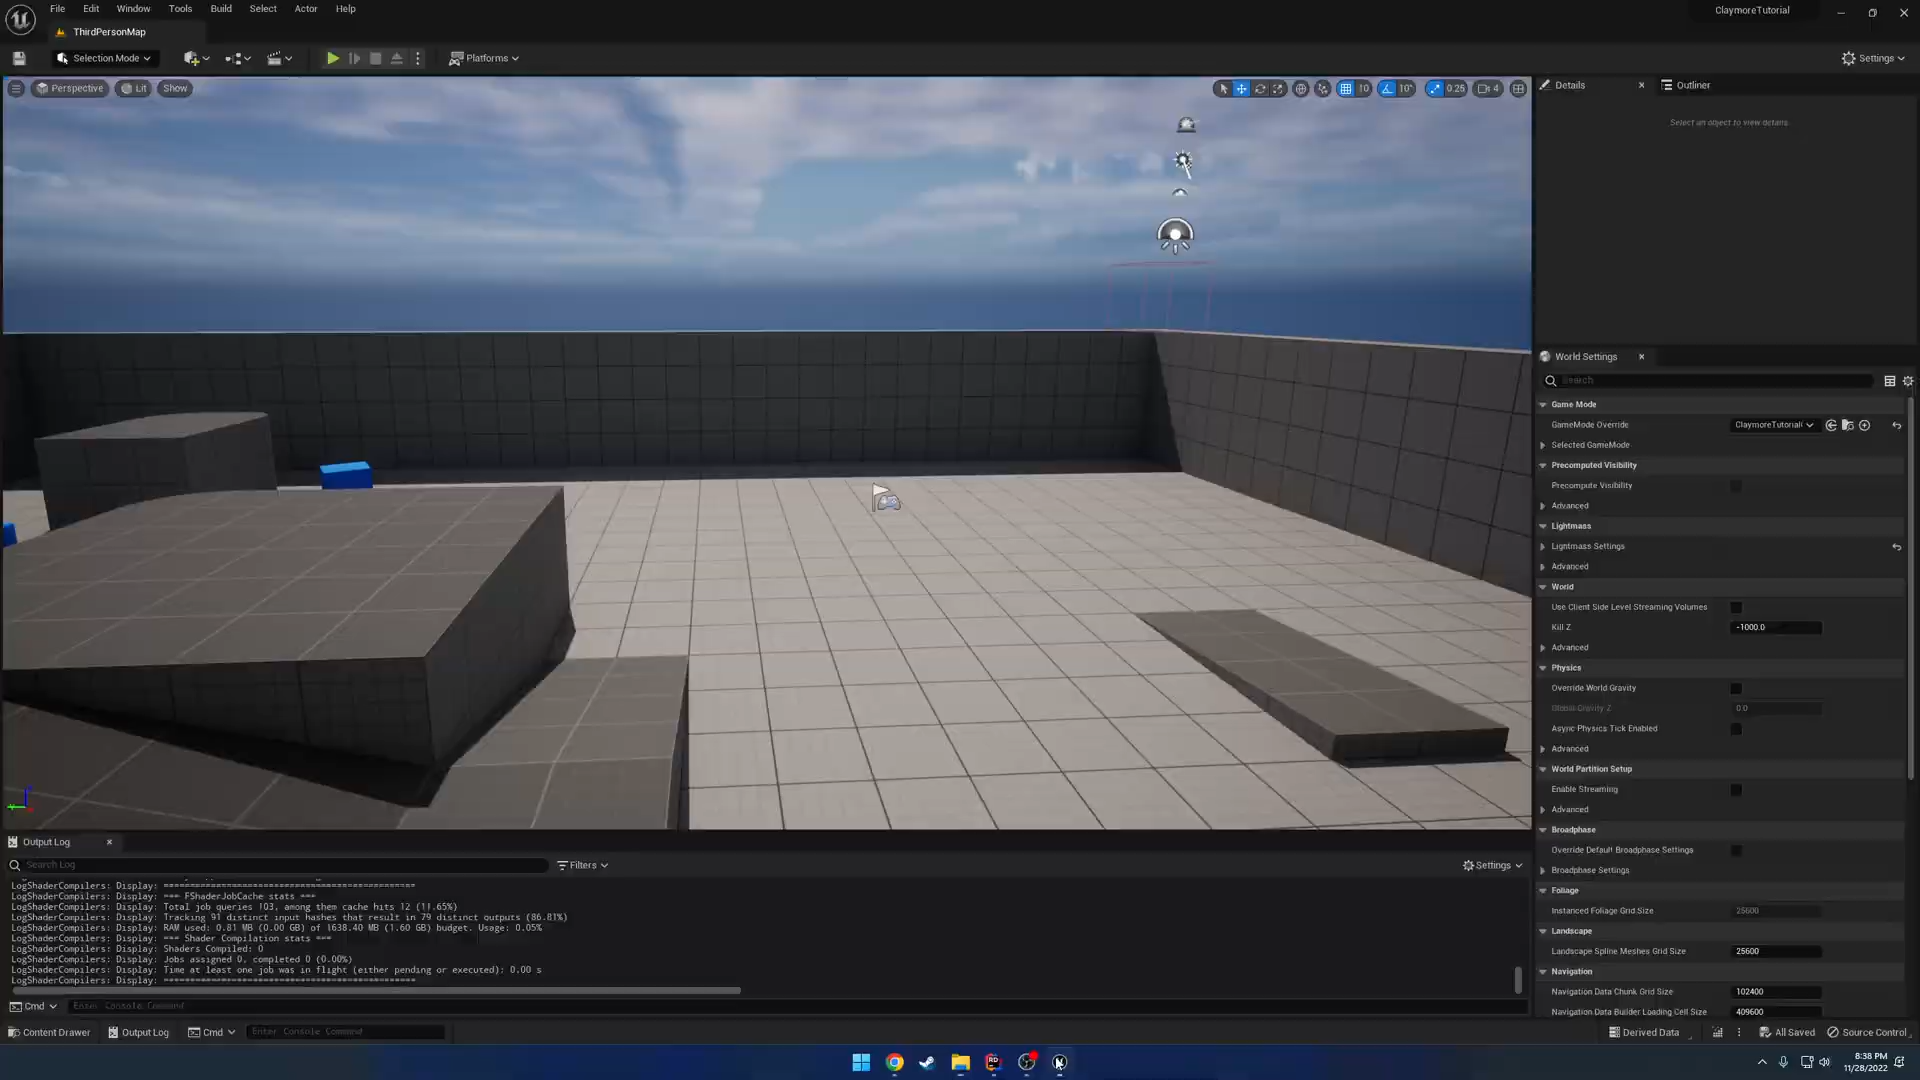 File Edit Window Tools Build Select Actor Help
ClaymoreTutorial
ThirdPersonMap
Selection Mode
Platforms
Settings
Perspective Lit Show
10 10° 0.25 4
Details
Outliner
Select an object to view details.
World Settings
Search
Game Mode
GameMode Override ClaymoreTutorial
Selected GameMode
Precomputed Visibility
Precompute Visibility
Advanced
Lightmass
Lightmass Settings
Advanced
World
Use Client Side Level Streaming Volumes
Kill Z -1000.0
Advanced
Physics
Override World Gravity
Global Gravity Z 0.0
Async Physics Tick Enabled
Advanced
World Partition Setup
Enable Streaming
Advanced
Broadphase
Override Default Broadphase Settings
Broadphase Settings
Foliage
Instanced Foliage Grid Size 25600
Landscape
Landscape Spline Meshes Grid Size 25600
Navigation
Navigation Data Chunk Grid Size 102400
Navigation Data Builder Loading Cell Size 409600
Output Log
Search Log
Filters
Settings
LogShaderCompilers: Display: ================================================
LogShaderCompilers: Display: === FShaderJobCache stats ===
LogShaderCompilers: Display: Total job queries 103, among them cache hits 12 (11.65%)
LogShaderCompilers: Display: Tracking 91 distinct input hashes that result in 79 distinct outputs (86.81%)
LogShaderCompilers: Display: RAM used: 0.81 MB (0.00 GB) of 1638.40 MB (1.60 GB) budget. Usage: 0.05%
LogShaderCompilers: Display: === Shader Compilation stats ===
LogShaderCompilers: Display: Shaders Compiled: 0
LogShaderCompilers: Display: Jobs assigned 0, completed 0 (0.00%)
LogShaderCompilers: Display: Time at least one job was in flight (either pending or executed): 0.00 s
LogShaderCompilers: Display: ================================================
Cmd Enter Console Command
Content Drawer Output Log Cmd Enter Console Command
Derived Data All Saved Source Control
8:38 PM
11/28/2022